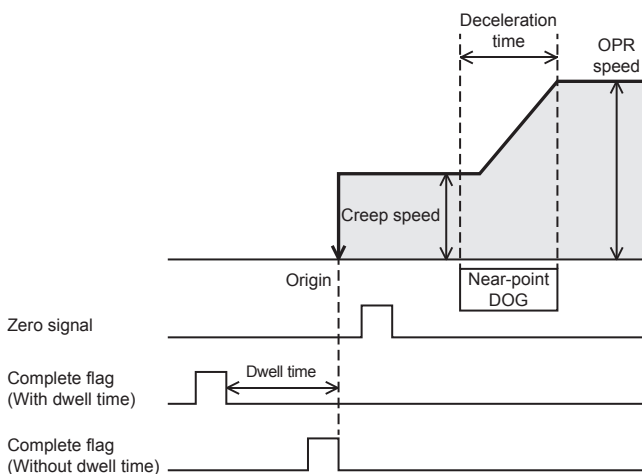 Deceleration
time
OPR
speed
Creep speed
Origin
Near-point
DOG
Zero signal
Complete flag
(With dwell time)
Dwell time
Complete flag
(Without dwell time)